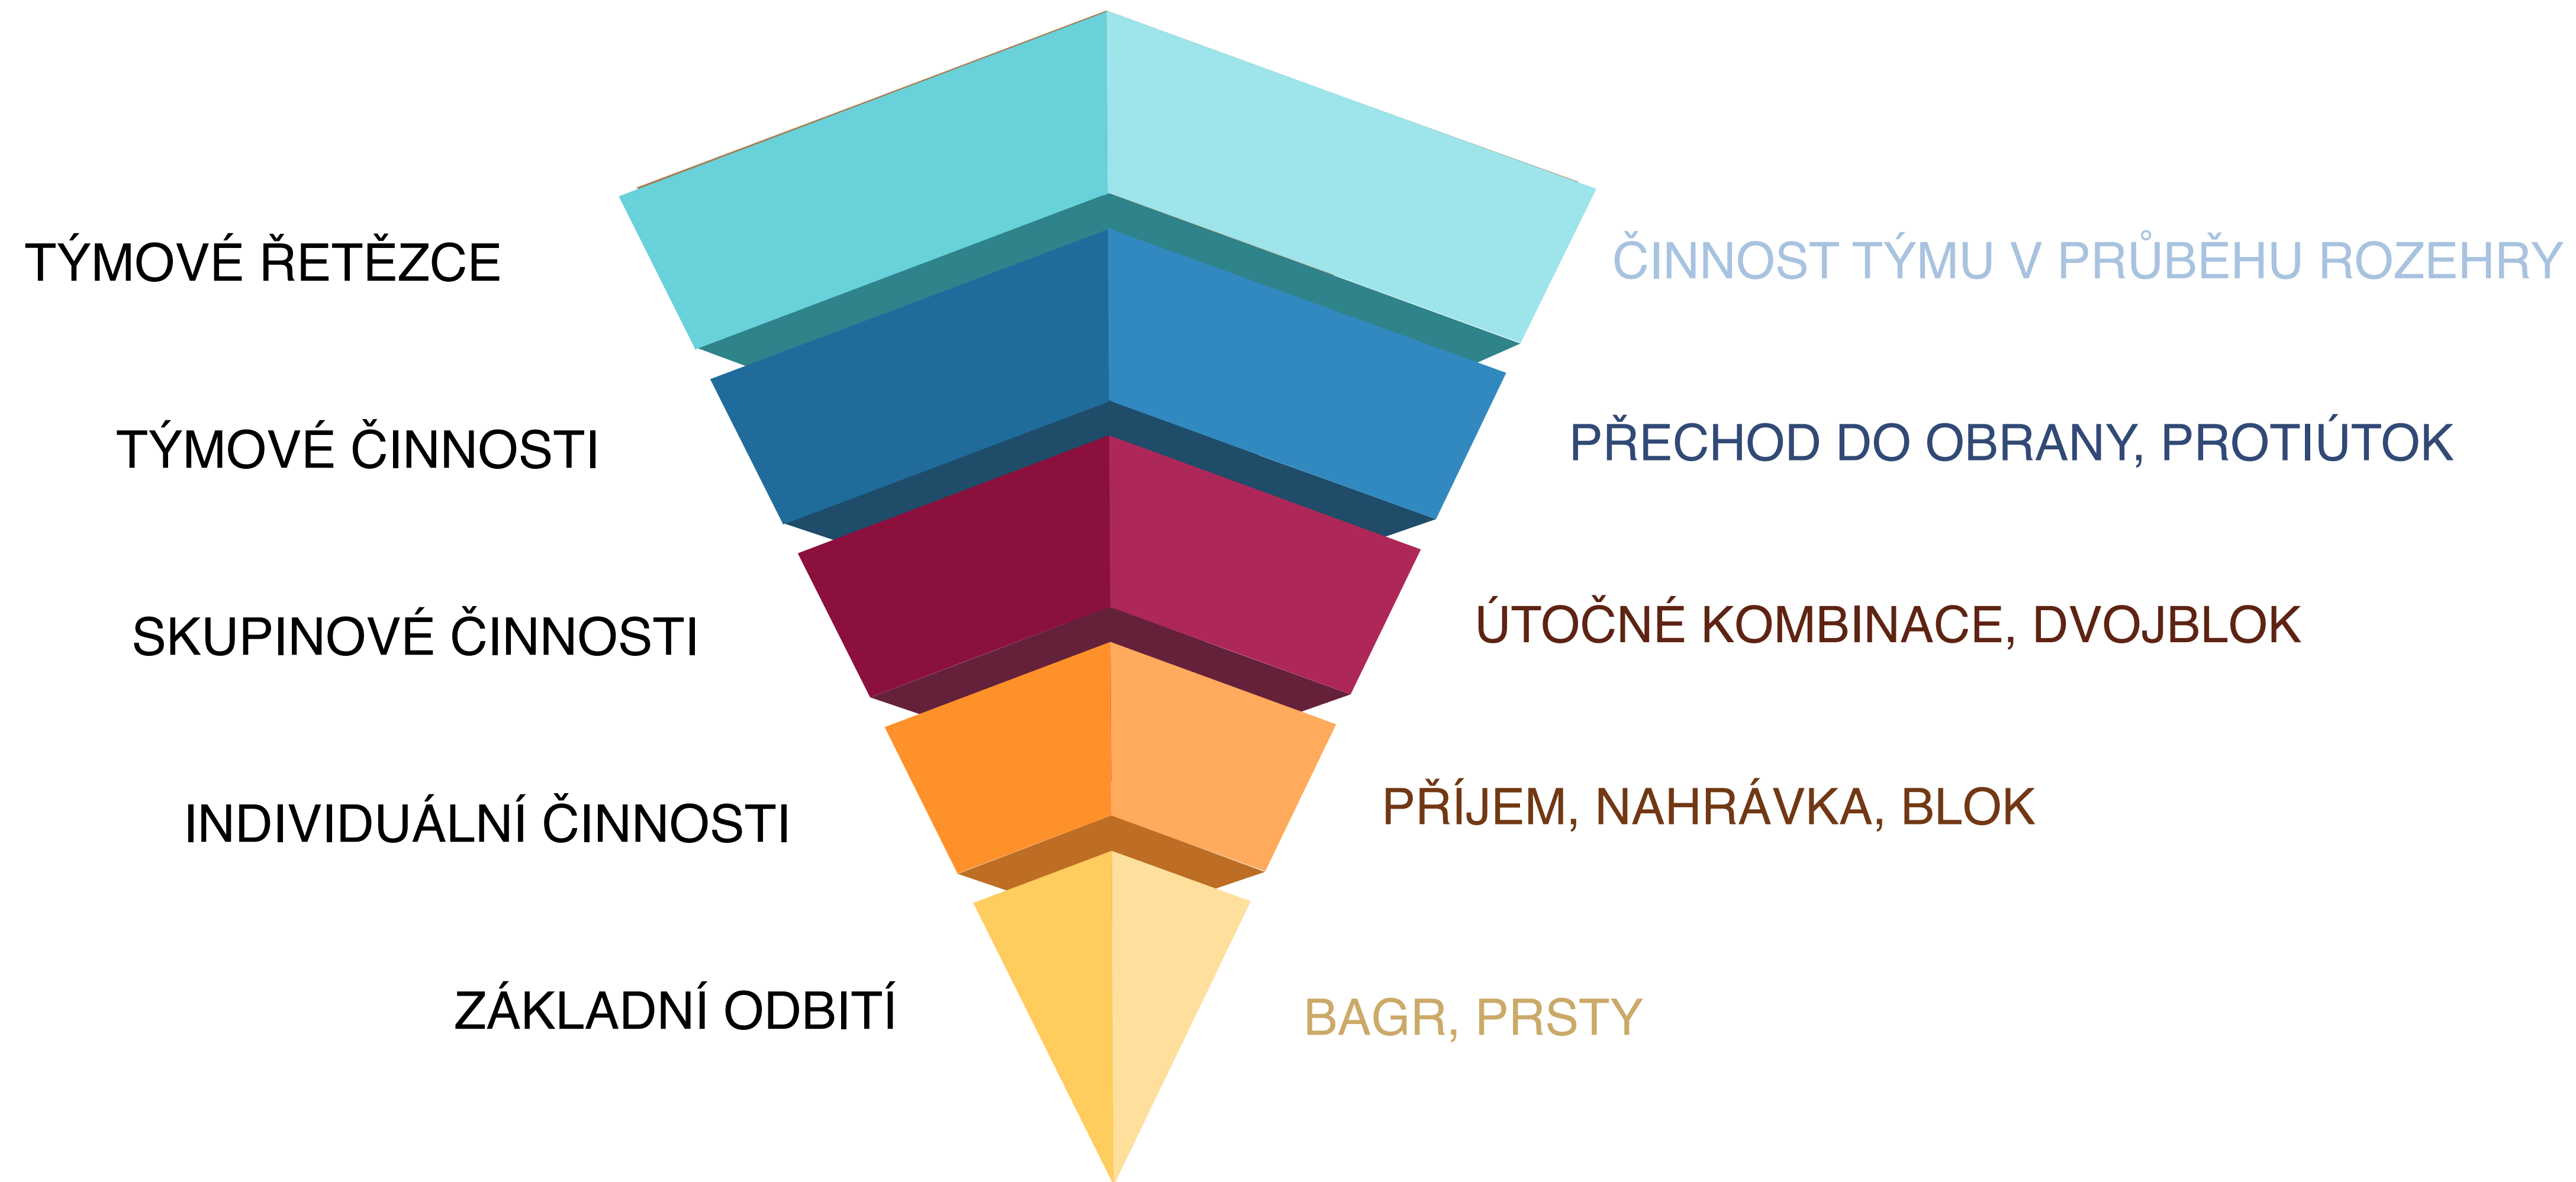 TÝMOVÉ ŘETĚZCE
ČINNOST TÝMU V PRŮBĚHU ROZEHRY
TÝMOVÉ ČINNOSTI
PŘECHOD DO OBRANY, PROTIÚTOK
SKUPINOVÉ ČINNOSTI
ÚTOČNÉ KOMBINACE, DVOJBLOK
INDIVIDUÁLNÍ ČINNOSTI
PŘÍJEM, NAHRÁVKA, BLOK
ZÁKLADNÍ ODBITÍ
BAGR, PRSTY